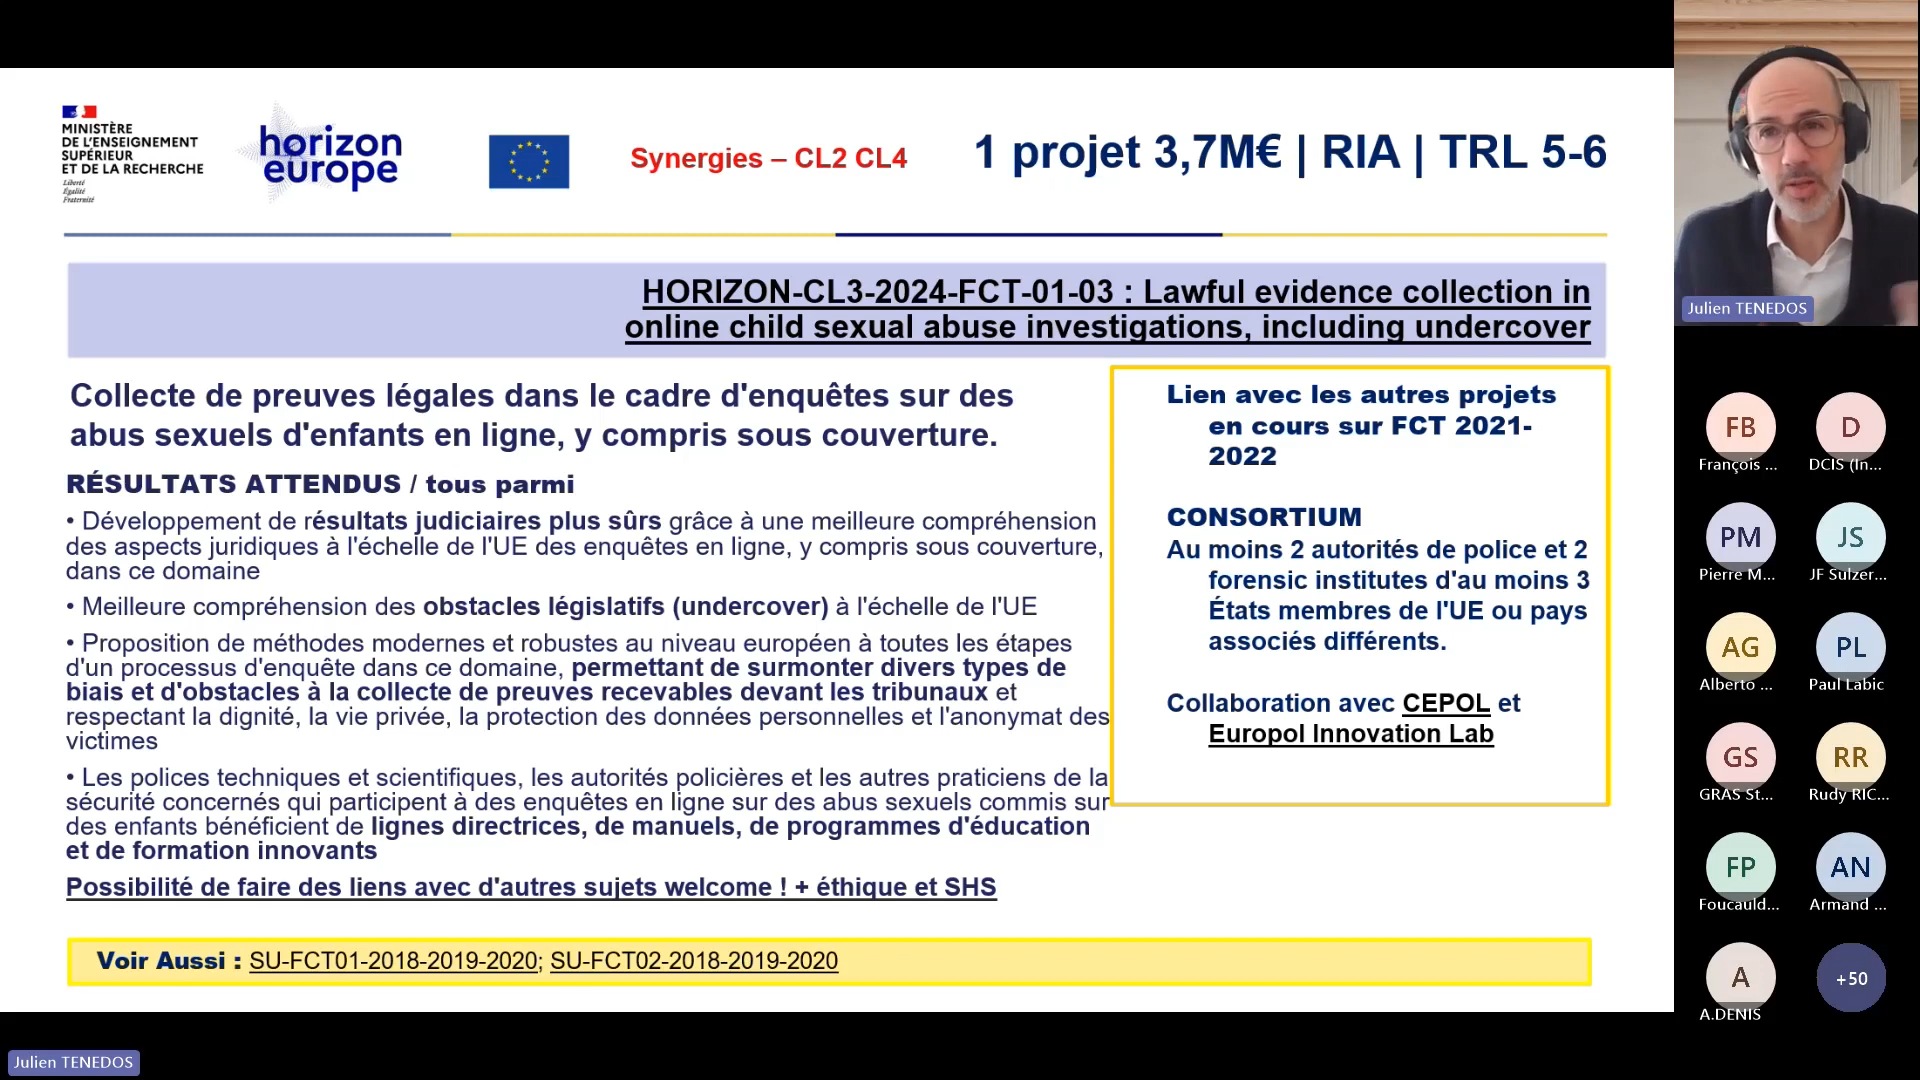 MINISTÈRE
DE L'ENSEIGNEMENT
SUPÉRIEUR
ET DE LA RECHERCHE
Liberté
Égalité
Fraternité
horizon
europe
Synergies – CL2 CL4
1 projet 3,7M€ | RIA | TRL 5-6
HORIZON-CL3-2024-FCT-01-03 : Lawful evidence collection in
online child sexual abuse investigations, including undercover
Collecte de preuves légales dans le cadre d'enquêtes sur des
abus sexuels d'enfants en ligne, y compris sous couverture.
RÉSULTATS ATTENDUS / tous parmi
• Développement de résultats judiciaires plus sûrs grâce à une meilleure compréhension
des aspects juridiques à l'échelle de l'UE des enquêtes en ligne, y compris sous couverture,
dans ce domaine
• Meilleure compréhension des obstacles législatifs (undercover) à l'échelle de l'UE
• Proposition de méthodes modernes et robustes au niveau européen à toutes les étapes
d'un processus d'enquête dans ce domaine, permettant de surmonter divers types de
biais et d'obstacles à la collecte de preuves recevables devant les tribunaux et
respectant la dignité, la vie privée, la protection des données personnelles et l'anonymat des
victimes
• Les polices techniques et scientifiques, les autorités policières et les autres praticiens de la
sécurité concernés qui participent à des enquêtes en ligne sur des abus sexuels commis sur
des enfants bénéficient de lignes directrices, de manuels, de programmes d'éducation
et de formation innovants
Possibilité de faire des liens avec d'autres sujets welcome ! + éthique et SHS
Lien avec les autres projets
en cours sur FCT 2021-
2022
CONSORTIUM
Au moins 2 autorités de police et 2
forensic institutes d'au moins 3
États membres de l'UE ou pays
associés différents.
Collaboration avec CEPOL et
Europol Innovation Lab
Voir Aussi : SU-FCT01-2018-2019-2020; SU-FCT02-2018-2019-2020
Julien TENEDOS
FB
François ...
D
DCIS (In...
PM
Pierre M...
JS
JF Sulzer...
AG
Alberto ...
PL
Paul Labic
GS
GRAS St...
RR
Rudy RIC...
FP
Foucauld...
AN
Armand ...
A
A.DENIS
+50
Julien TENEDOS